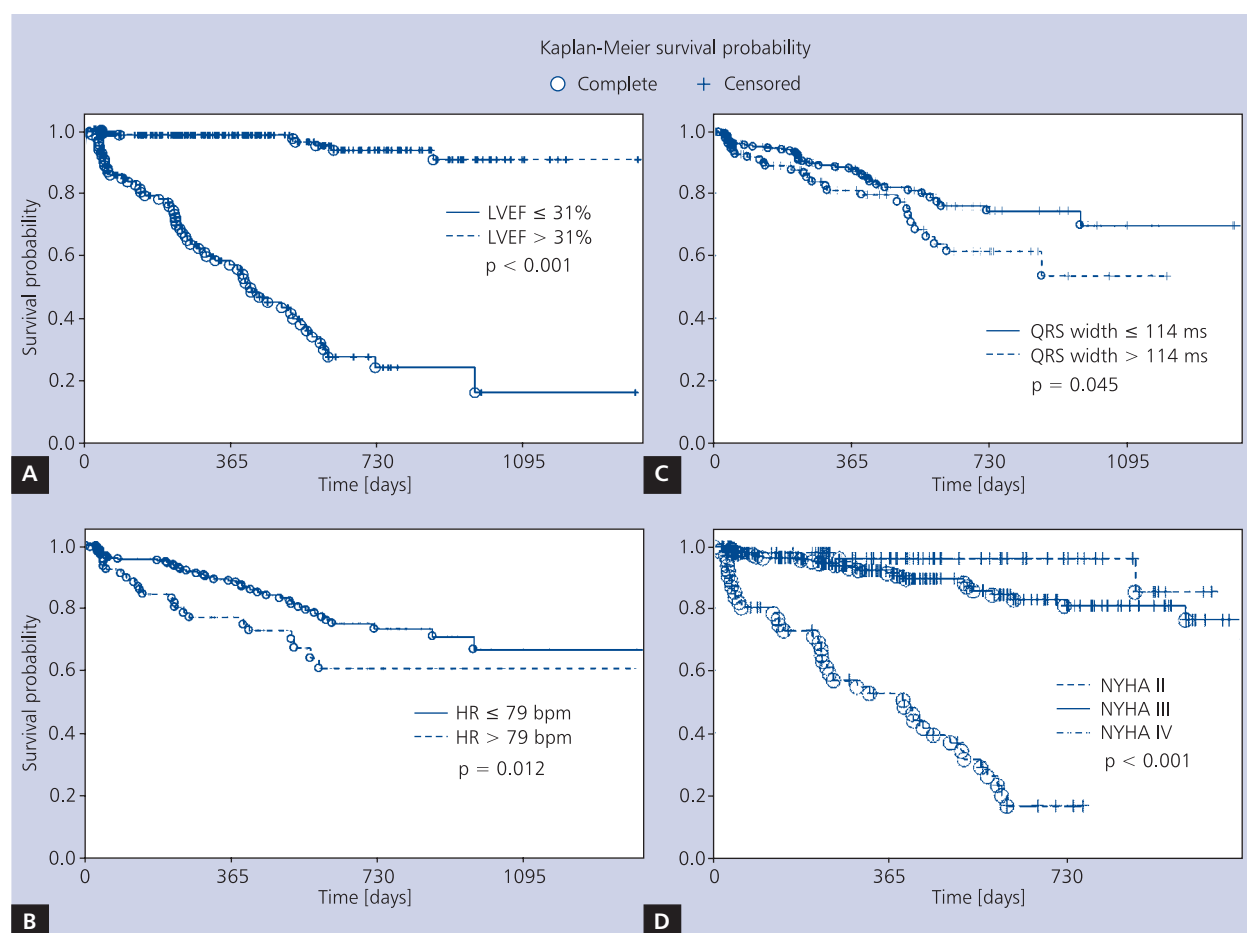 Kaplan-Meier survival probability
Complete Censored
1.0
0.8
0.6
0.4
0.2
0.0
Survival probability
LVEF ≤ 31%
LVEF > 31%
p < 0.001
0 365 730 1095
Time [days]
A
1.0
0.8
0.6
0.4
0.2
0.0
QRS width ≤ 114 ms
QRS width > 114 ms
p = 0.045
0 365 730 1095
Time [days]
C
1.0
0.8
0.6
0.4
0.2
0.0
Survival probability
HR ≤ 79 bpm
HR > 79 bpm
p = 0.012
0 365 730 1095
Time [days]
B
1.0
0.8
0.6
0.4
0.2
0.0
NYHA II
NYHA III
NYHA IV
p < 0.001
0 365 730
Time [days]
D